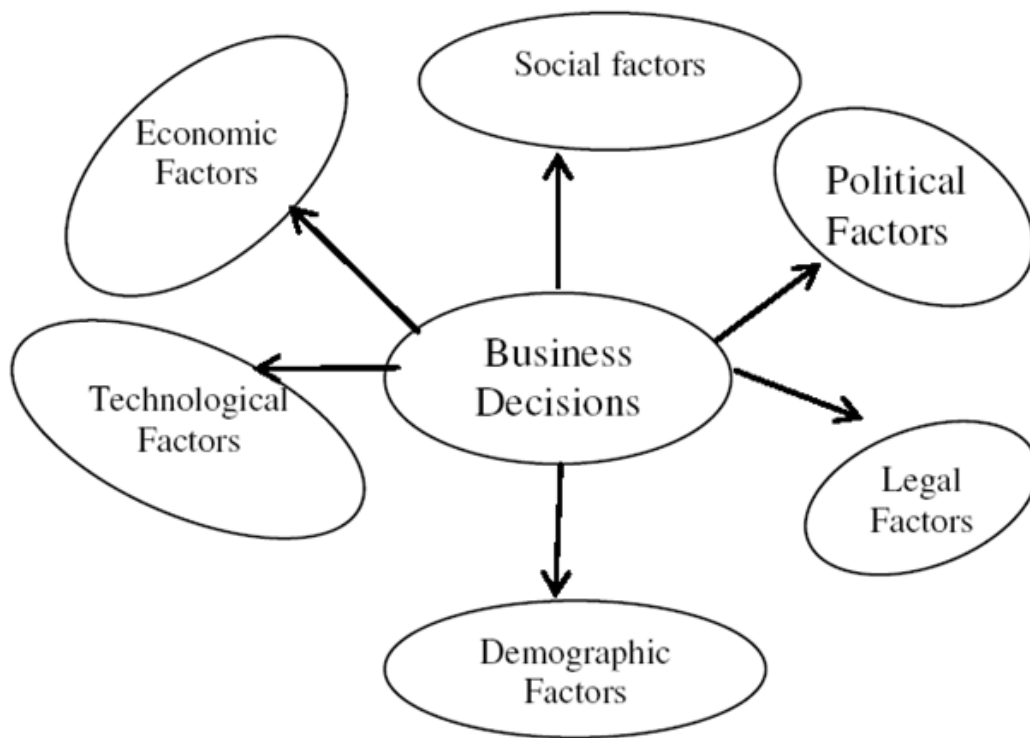 Social factors
Economic
Factors
Political
Factors
Business
Decisions
Technological
Factors
Legal
Factors
Demographic
Factors